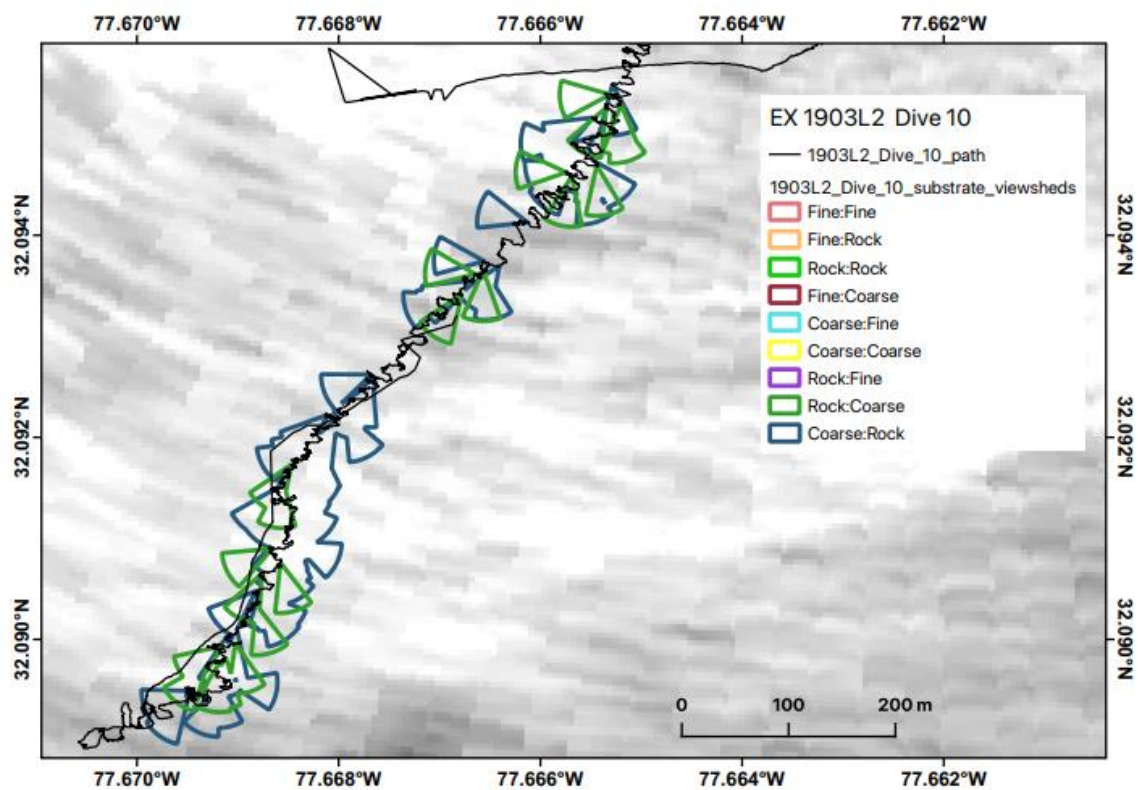 77.670°W 77.668°W 77.666°W 77.664°W 77.662°W
EX 1903L2 Dive 10
1903L2_Dive_10_path
1903L2_Dive_10_substrate_viewsheds
Fine:Fine
Fine:Rock
Rock:Rock
Fine:Coarse
Coarse:Fine
Coarse:Coarse
Rock:Fine
Rock:Coarse
Coarse:Rock
32.094°N
32.092°N
32.090°N
32.094°N
32.092°N
32.090°N
0 100 200 m
77.670°W 77.668°W 77.666°W 77.664°W 77.662°W